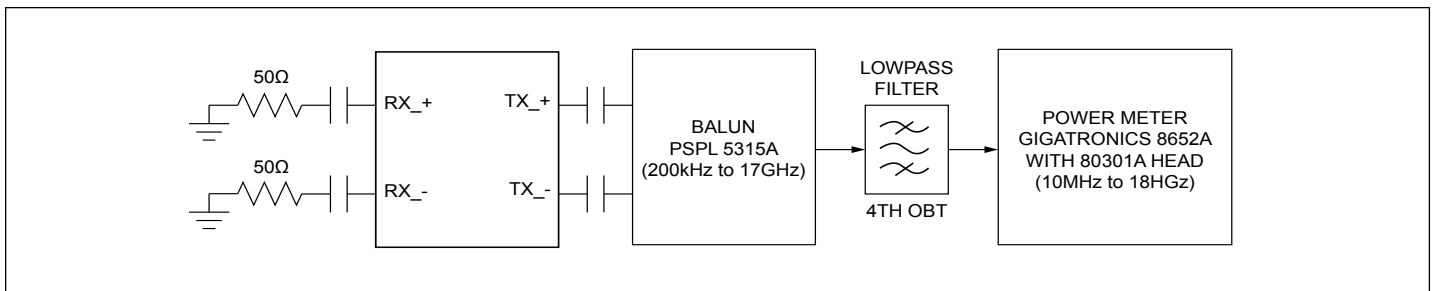 50Ω
RX_+
TX_+
50Ω
RX_-
TX_-
BALUN
PSPL 5315A
(200kHz to 17GHz)
LOWPASS
FILTER
4TH OBT
POWER METER
GIGATRONICS 8652A
WITH 80301A HEAD
(10MHz to 18HGz)